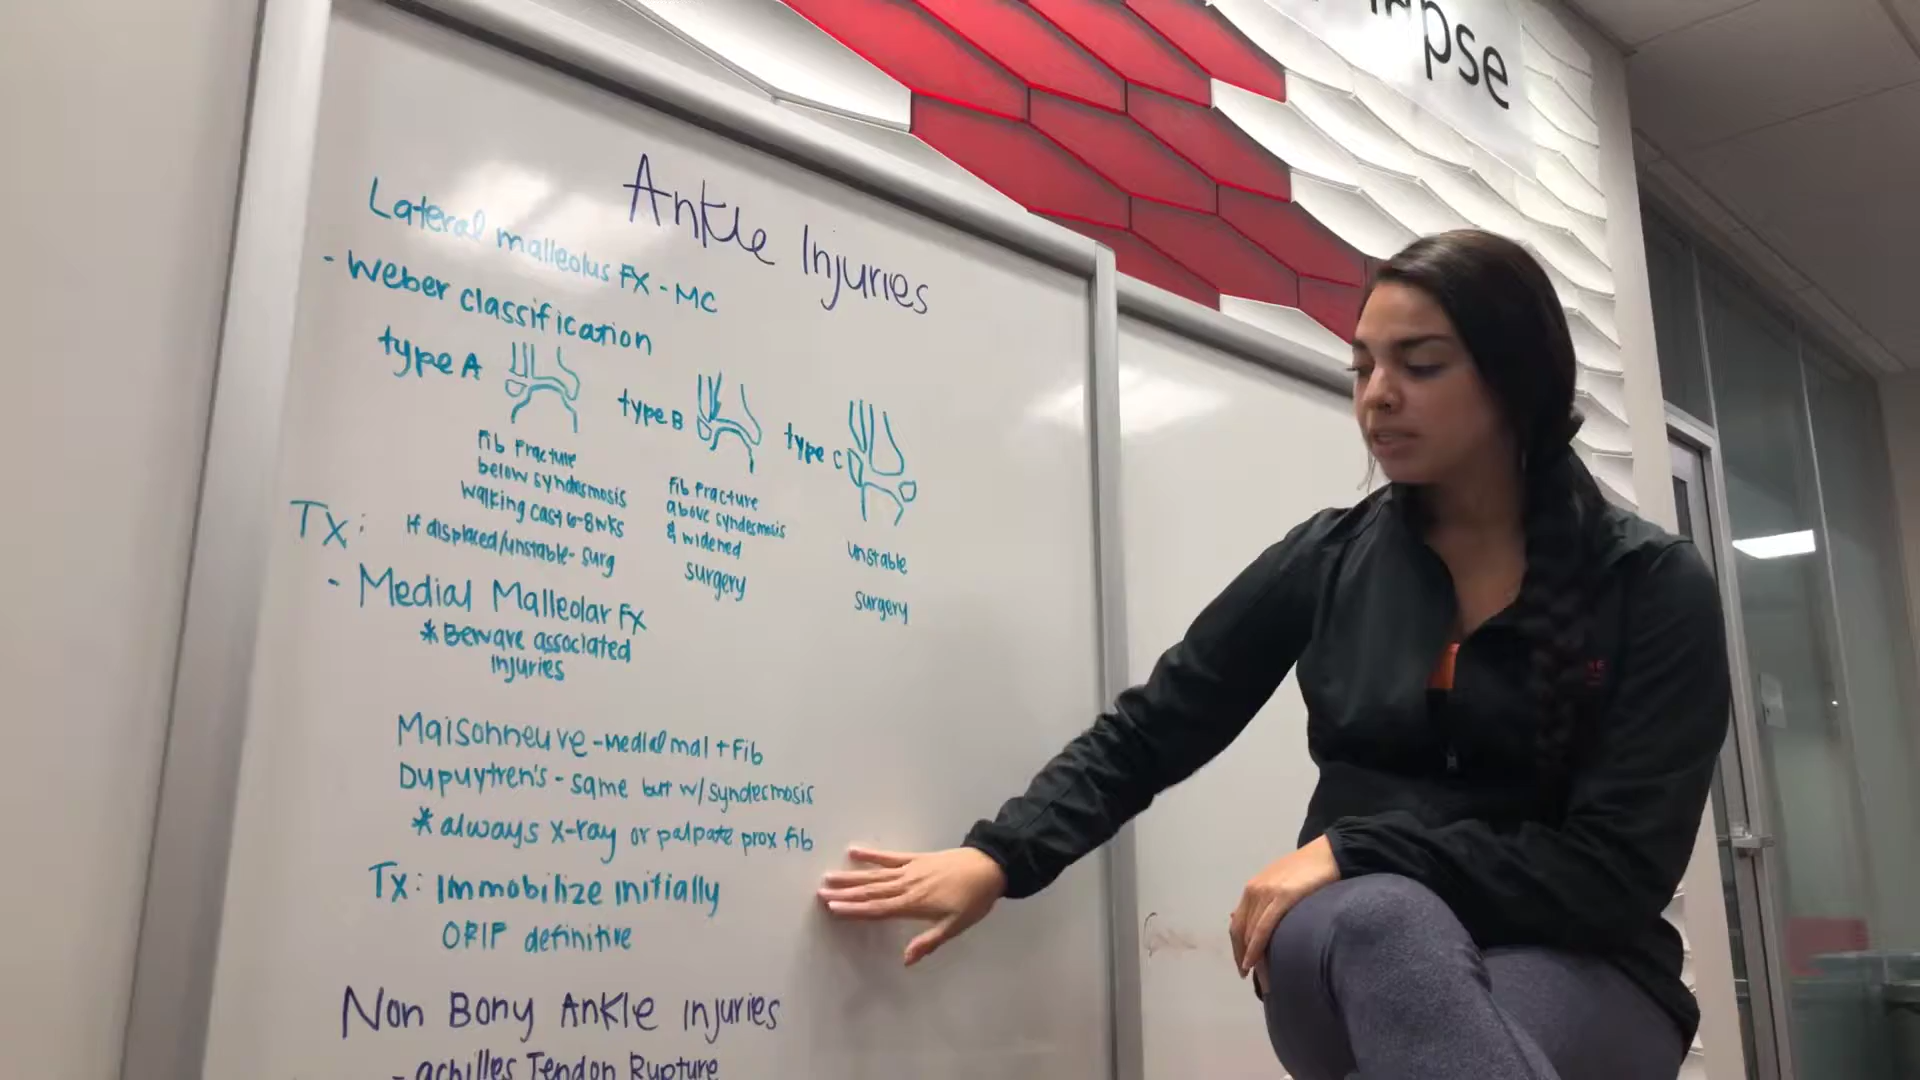 Ankle Injuries
Lateral malleolus FX - MC
- Weber classification
type A
Fib Fracture
below syndesmosis
walking cast 6-8wks
If displaced/unstable- surg
type B
Fib Fracture
above syndesmosis
& widened
surgery
type C
unstable
surgery
TX:
- Medial Malleolar FX
* Beware associated
injuries
Maisonneuve - Medial mal + Fib
Dupuytren's - same but w/ syndesmosis
* always x-ray or palpate prox fib
Tx: Immobilize initially
ORIF definitive
Non Bony Ankle Injuries
- achilles Tendon Rupture